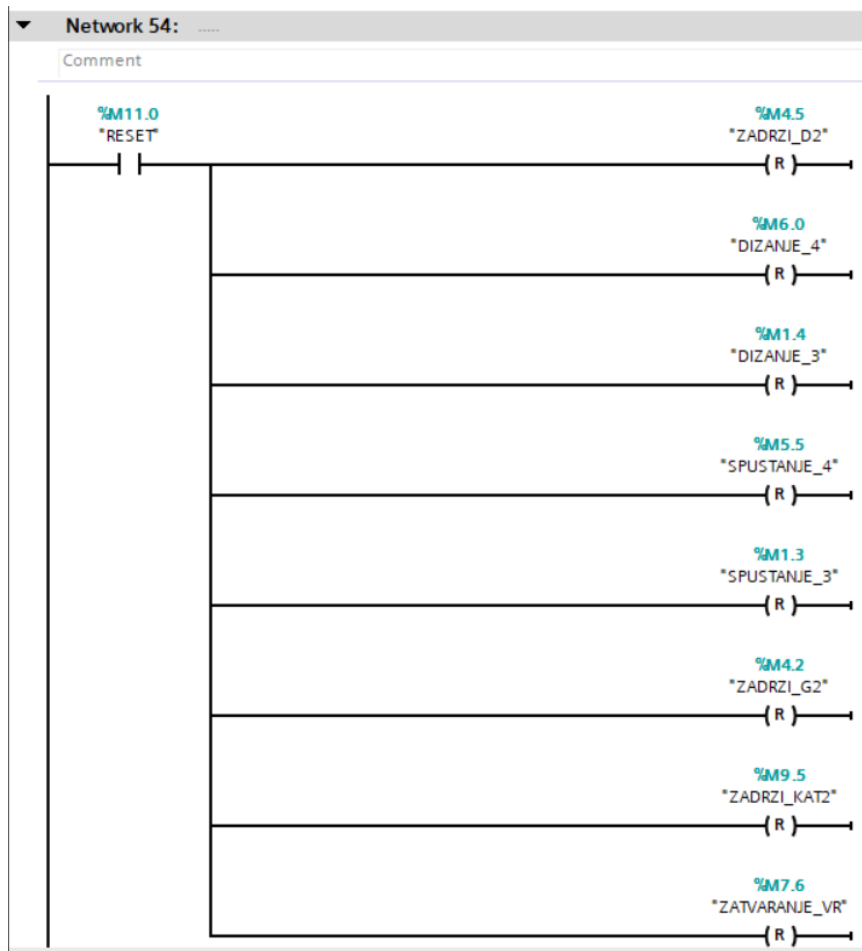 Network 54: .....
Comment
%M11.0
"RESET"
%M4.5
"ZADRZI_D2"
( R )
%M6.0
"DIZANJE_4"
( R )
%M1.4
"DIZANJE_3"
( R )
%M5.5
"SPUSTANJE_4"
( R )
%M1.3
"SPUSTANJE_3"
( R )
%M4.2
"ZADRZI_G2"
( R )
%M9.5
"ZADRZI_KAT2"
( R )
%M7.6
"ZATVARANJE_VR"
( R )